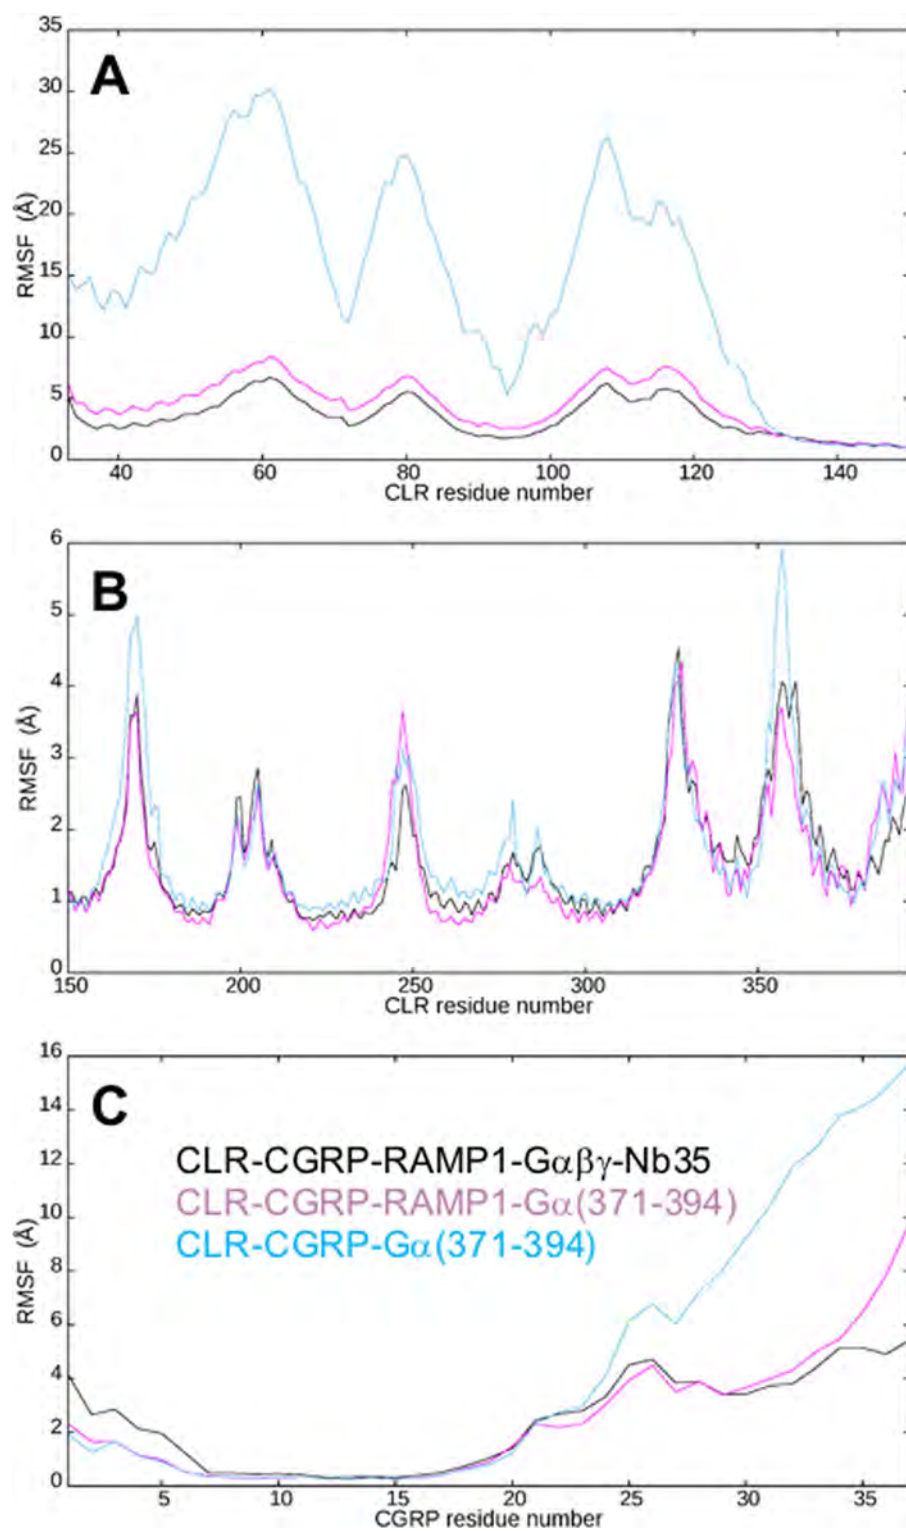 35
A
30
25
20
15
10
5
0
RMSF (Å)
40 60 80 100 120 140
CLR residue number
6
B
5
4
3
2
1
0
RMSF (Å)
150 200 250 300 350
CLR residue number
16
C
14
CLR-CGRP-RAMP1-Gαβγ-Nb35
12
CLR-CGRP-RAMP1-Gα(371-394)
10
CLR-CGRP-Gα(371-394)
8
6
4
2
0
RMSF (Å)
5 10 15 20 25 30 35
CGRP residue number